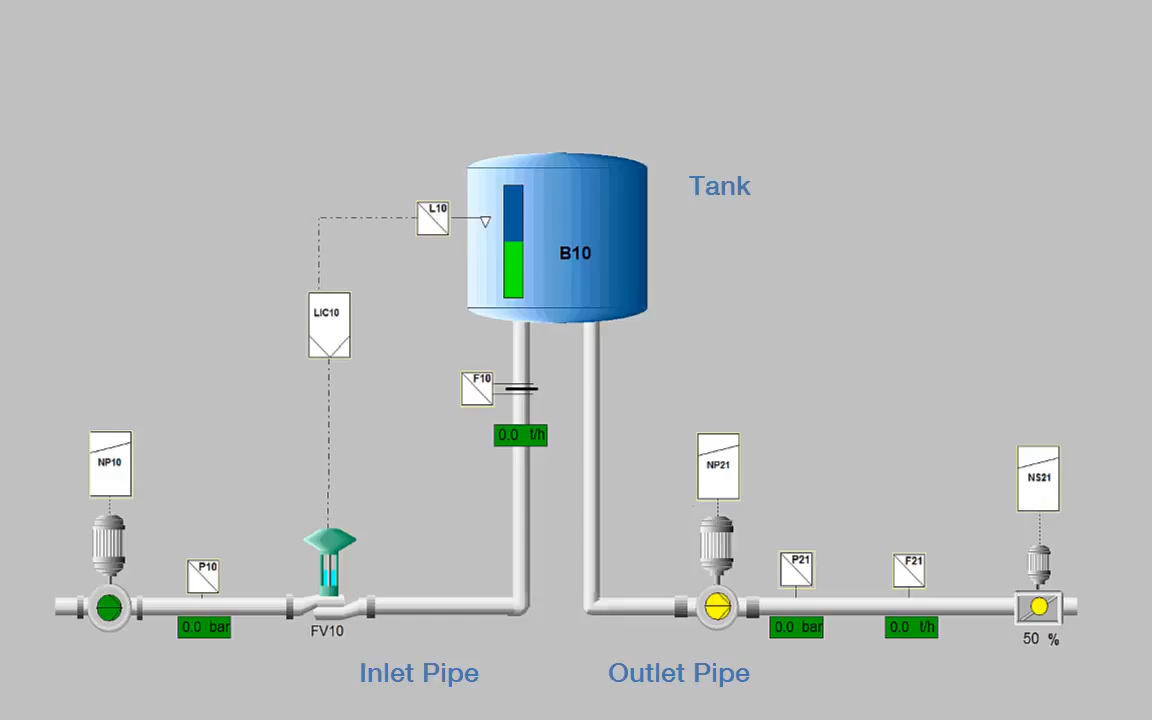 Tank
L10
B10
LIC10
F10
0.0 t/h
NP10
NP21
NS21
P10
P21
F21
0.0 bar
FV10
0.0 bar
0.0 t/h
50 %
Inlet Pipe
Outlet Pipe